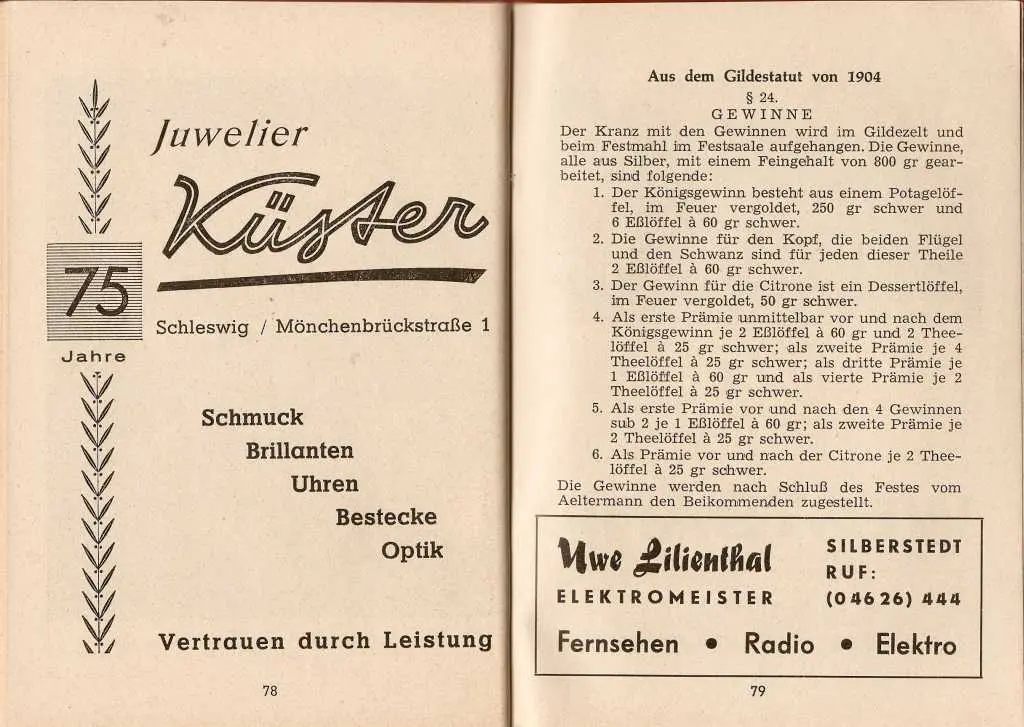 Juwelier
Küster
75
Jahre
Schleswig / Mönchenbrückstraße 1
Schmuck
Brillanten
Uhren
Bestecke
Optik
Vertrauen durch Leistung
78
Aus dem Gildestatut von 1904
§ 24.
GEWINNE
Der Kranz mit den Gewinnen wird im Gildezelt und
beim Festmahl im Festsaale aufgehangen. Die Gewinne,
alle aus Silber, mit einem Feingehalt von 800 gr gear-
beitet, sind folgende:
1. Der Königsgewinn besteht aus einem Potagelöf-
fel, im Feuer vergoldet, 250 gr schwer und
6 Eßlöffel à 60 gr schwer.
2. Die Gewinne für den Kopf, die beiden Flügel
und den Schwanz sind für jeden dieser Theile
2 Eßlöffel à 60 gr schwer.
3. Der Gewinn für die Citrone ist ein Dessertlöffel,
im Feuer vergoldet, 50 gr schwer.
4. Als erste Prämie unmittelbar vor und nach dem
Königsgewinn je 2 Eßlöffel à 60 gr und 2 Thee-
löffel à 25 gr schwer; als zweite Prämie je 4
Theelöffel à 25 gr schwer; als dritte Prämie je
1 Eßlöffel à 60 gr und als vierte Prämie je 2
Theelöffel à 25 gr schwer.
5. Als erste Prämie vor und nach den 4 Gewinnen
sub 2 je 1 Eßlöffel à 60 gr; als zweite Prämie je
2 Theelöffel à 25 gr schwer.
6. Als Prämie vor und nach der Citrone je 2 Thee-
löffel à 25 gr schwer.
Die Gewinne werden nach Schluß des Festes vom
Aeltermann den Beikommenden zugestellt.
Uwe Lilienthal
ELEKTROMEISTER
SILBERSTEDT
RUF:
(0 46 26) 444
Fernsehen • Radio • Elektro
79